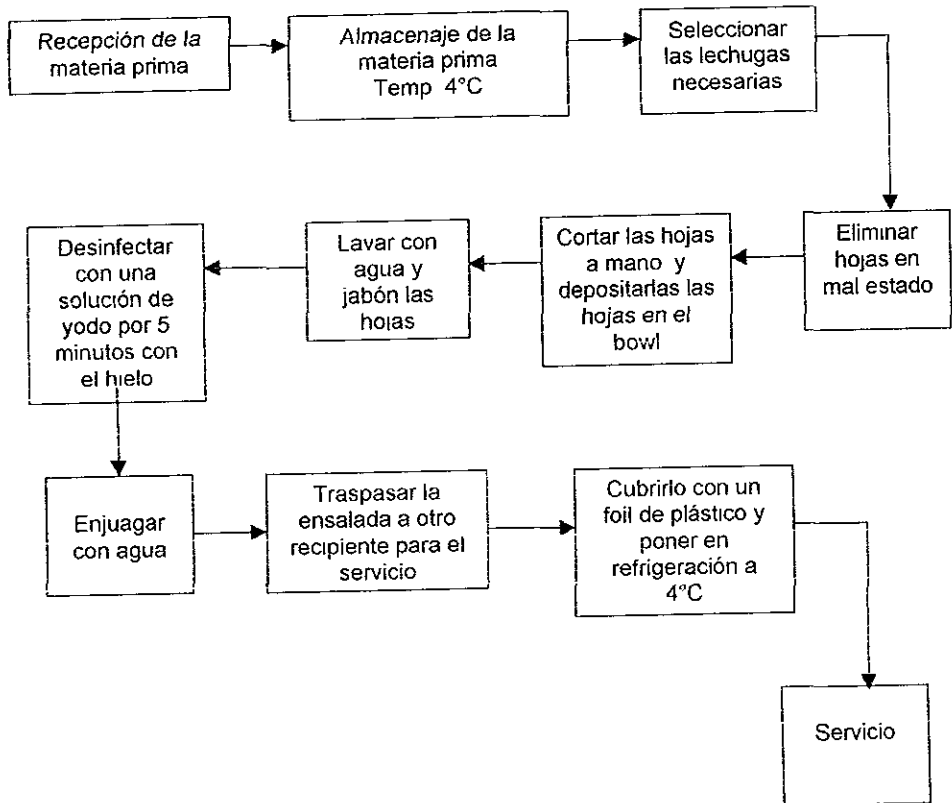 Recepción de la
materia prima
Almacenaje de la
materia prima
Temp 4°C
Seleccionar
las lechugas
necesarias
Eliminar
hojas en
mal estado
Cortar las hojas
a mano y
depositarlas las
hojas en el
bowl
Lavar con
agua y
jabón las
hojas
Desinfectar
con una
solución de
yodo por 5
minutos con
el hielo
Enjuagar
con agua
Traspasar la
ensalada a otro
recipiente para el
servicio
Cubrirlo con un
foil de plástico y
poner en
refrigeración a
4°C
Servicio